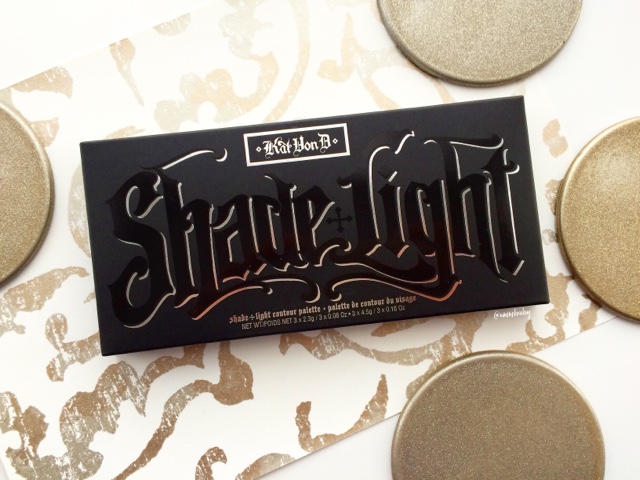 Kat Von D
Shade + Light
shade + light contour palette • palette de contour du visage
NET WT/POIDS NET 3 x 2.3g / 3 x 0.08 Oz • 3 x 4.5g / 3 x 0.16 Oz